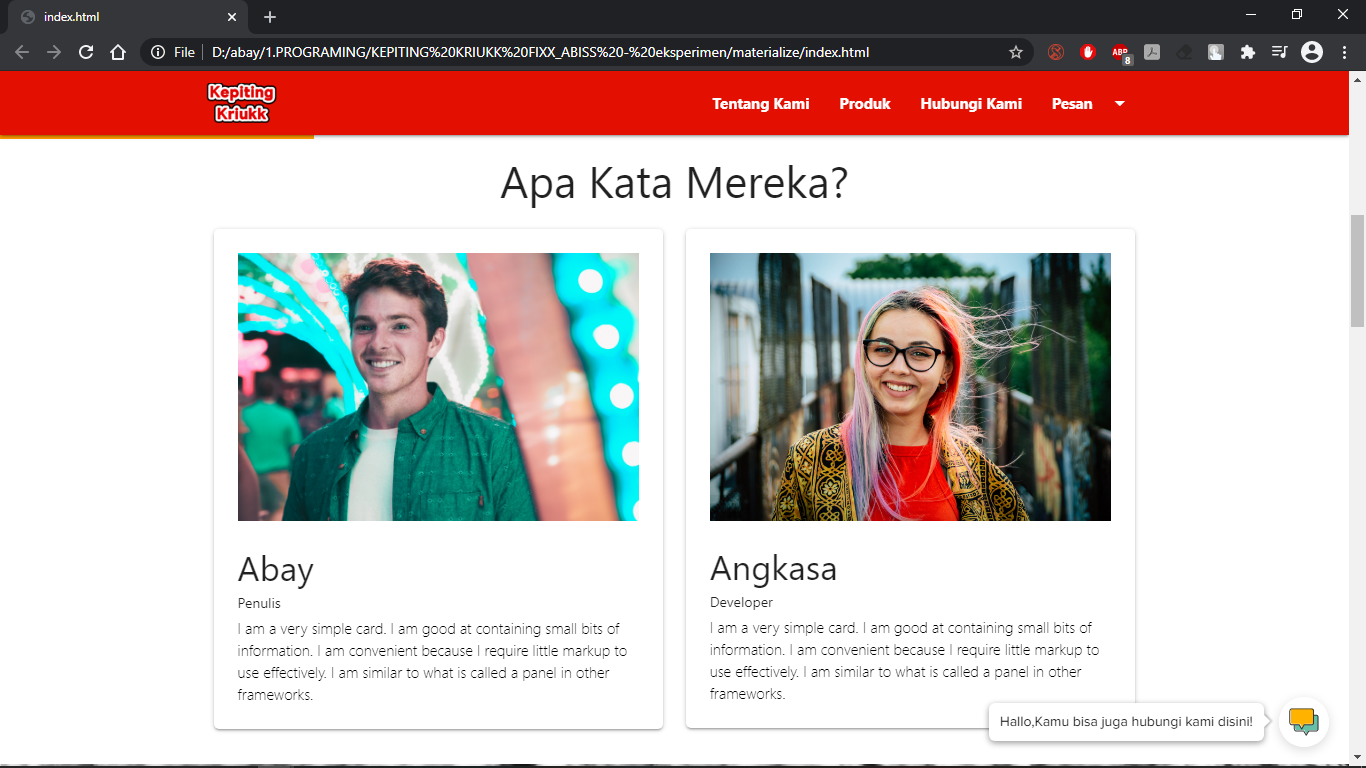 index.html
File
D:/abay/1.PROGRAMING/KEPITING%20KRIUKK%20FIXX_ABISS%20-%20eksperimen/materialize/index.html
ABP
8
Kepiting
Kriukk
Tentang Kami
Produk
Hubungi Kami
Pesan
Apa Kata Mereka?
Abay
Penulis
I am a very simple card. I am good at containing small bits of
information. I am convenient because I require little markup to
use effectively. I am similar to what is called a panel in other
frameworks.
Angkasa
Developer
I am a very simple card. I am good at containing small bits of
information. I am convenient because I require little markup to
use effectively. I am similar to what is called a panel in other
frameworks.
Hallo,Kamu bisa juga hubungi kami disini!